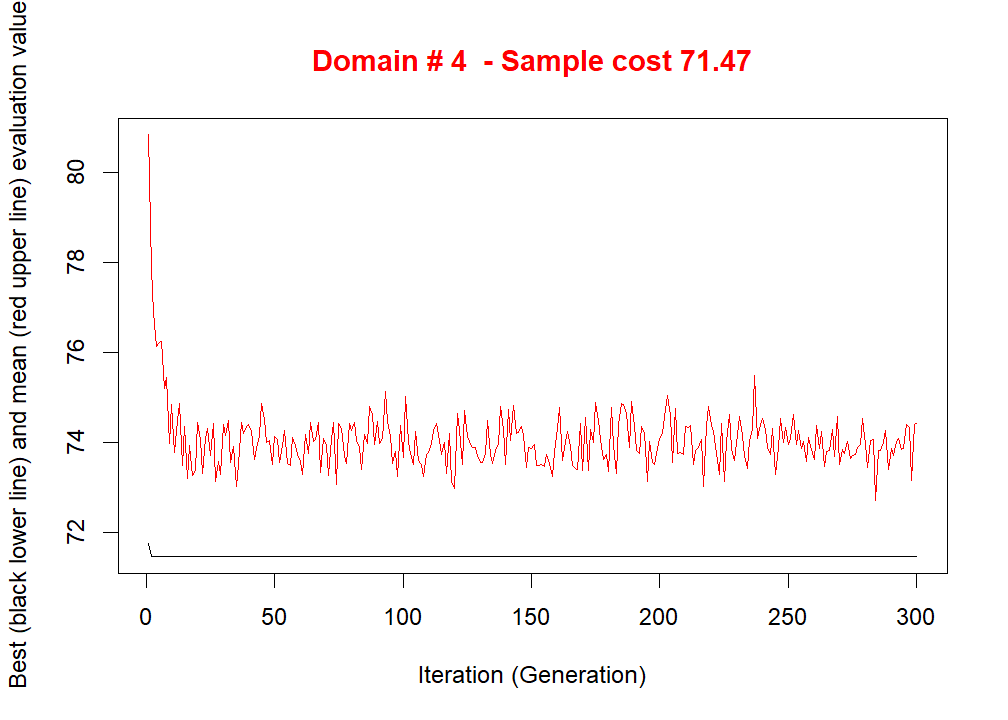 Domain # 4  - Sample cost 71.47
Best (black lower line) and mean (red upper line) evaluation value
80
78
76
74
72
0 50 100 150 200 250 300
Iteration (Generation)